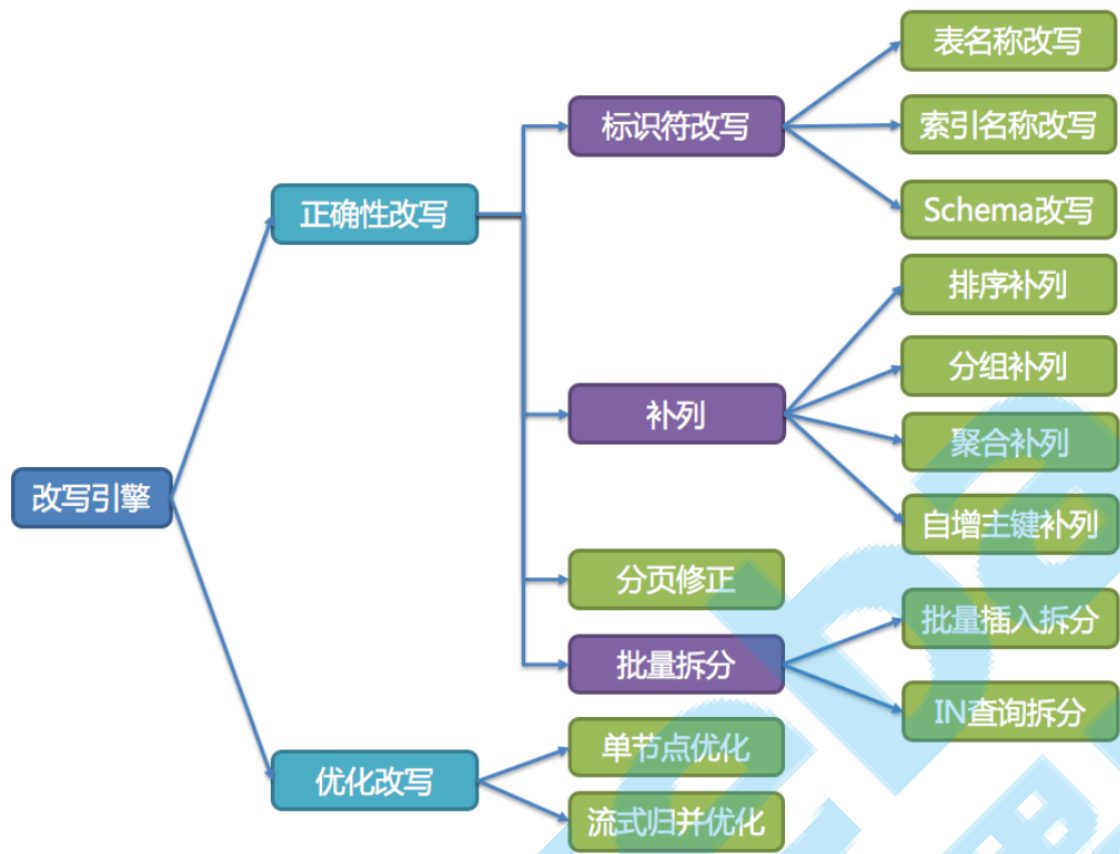 表名称改写
标识符改写
索引名称改写
正确性改写
Schema改写
排序补列
分组补列
补列
聚合补列
改写引擎
自增主键补列
分页修正
批量插入拆分
批量拆分
IN查询拆分
单节点优化
优化改写
流式归并优化